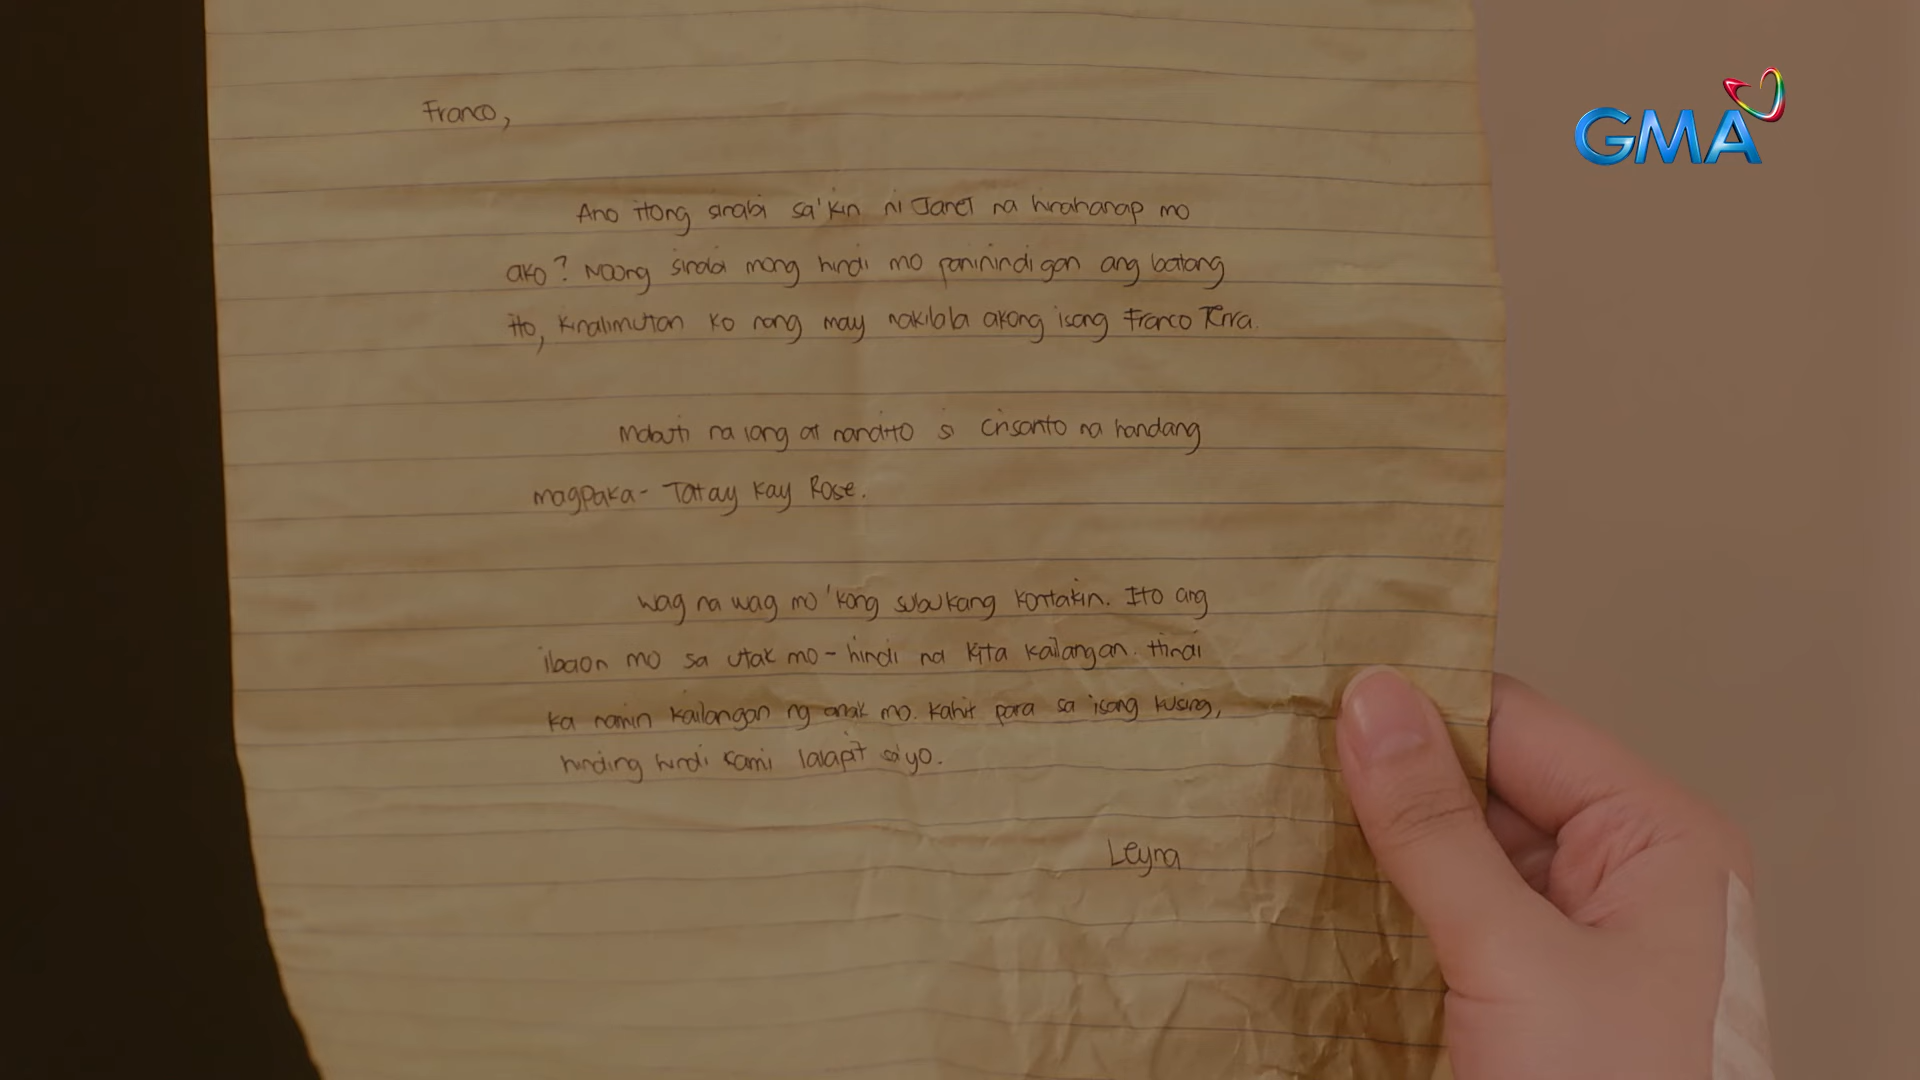 GMA
Franco,
Ano itong sinabi sa'kin ni Janet na hinahanap mo
ako? Noong sinabi mong hindi mo paninindigan ang batang
ito, kinalimutan ko nang may nakilala akong isang Franco
Mabuti na lang at nandito si Crisanto na handang
magpaka- Tatay kay Rose.
Wag na wag mo 'kong subukang kontakin. Ito ang
ibaon mo sa utak mo - hindi na kita kailangan. Hindi
ka namin kailangan ng anak mo. Kahit para sa isang kusing,
hinding hindi kami lalapit sa'yo.
Leyna